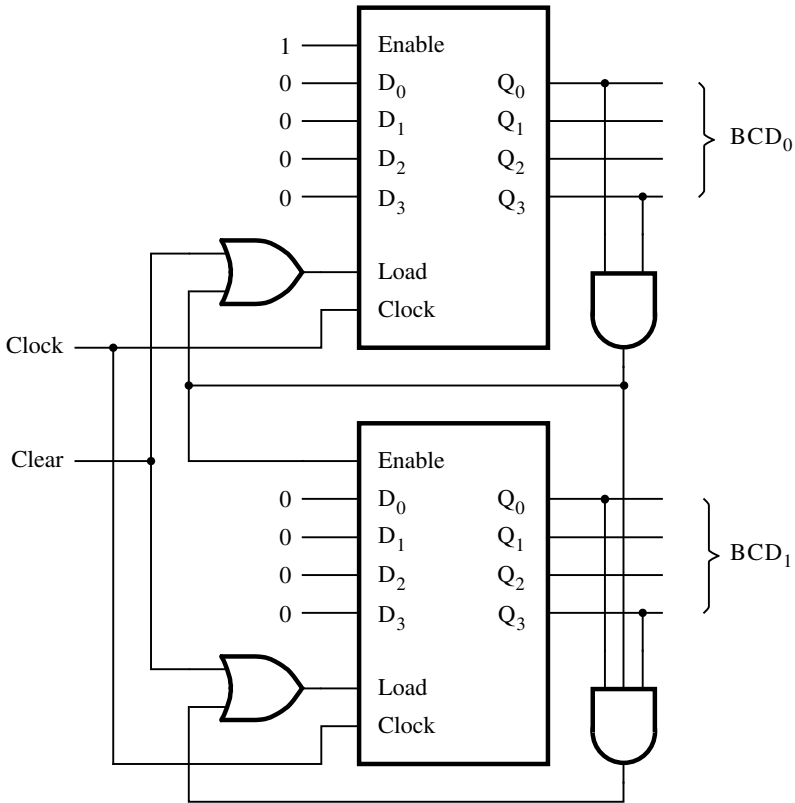 1 Enable
0 D0 Q0
0 D1 Q1
0 D2 Q2
0 D3 Q3
BCD0
Load
Clock
Clock
Clear
Enable
0 D0 Q0
0 D1 Q1
0 D2 Q2
0 D3 Q3
BCD1
Load
Clock